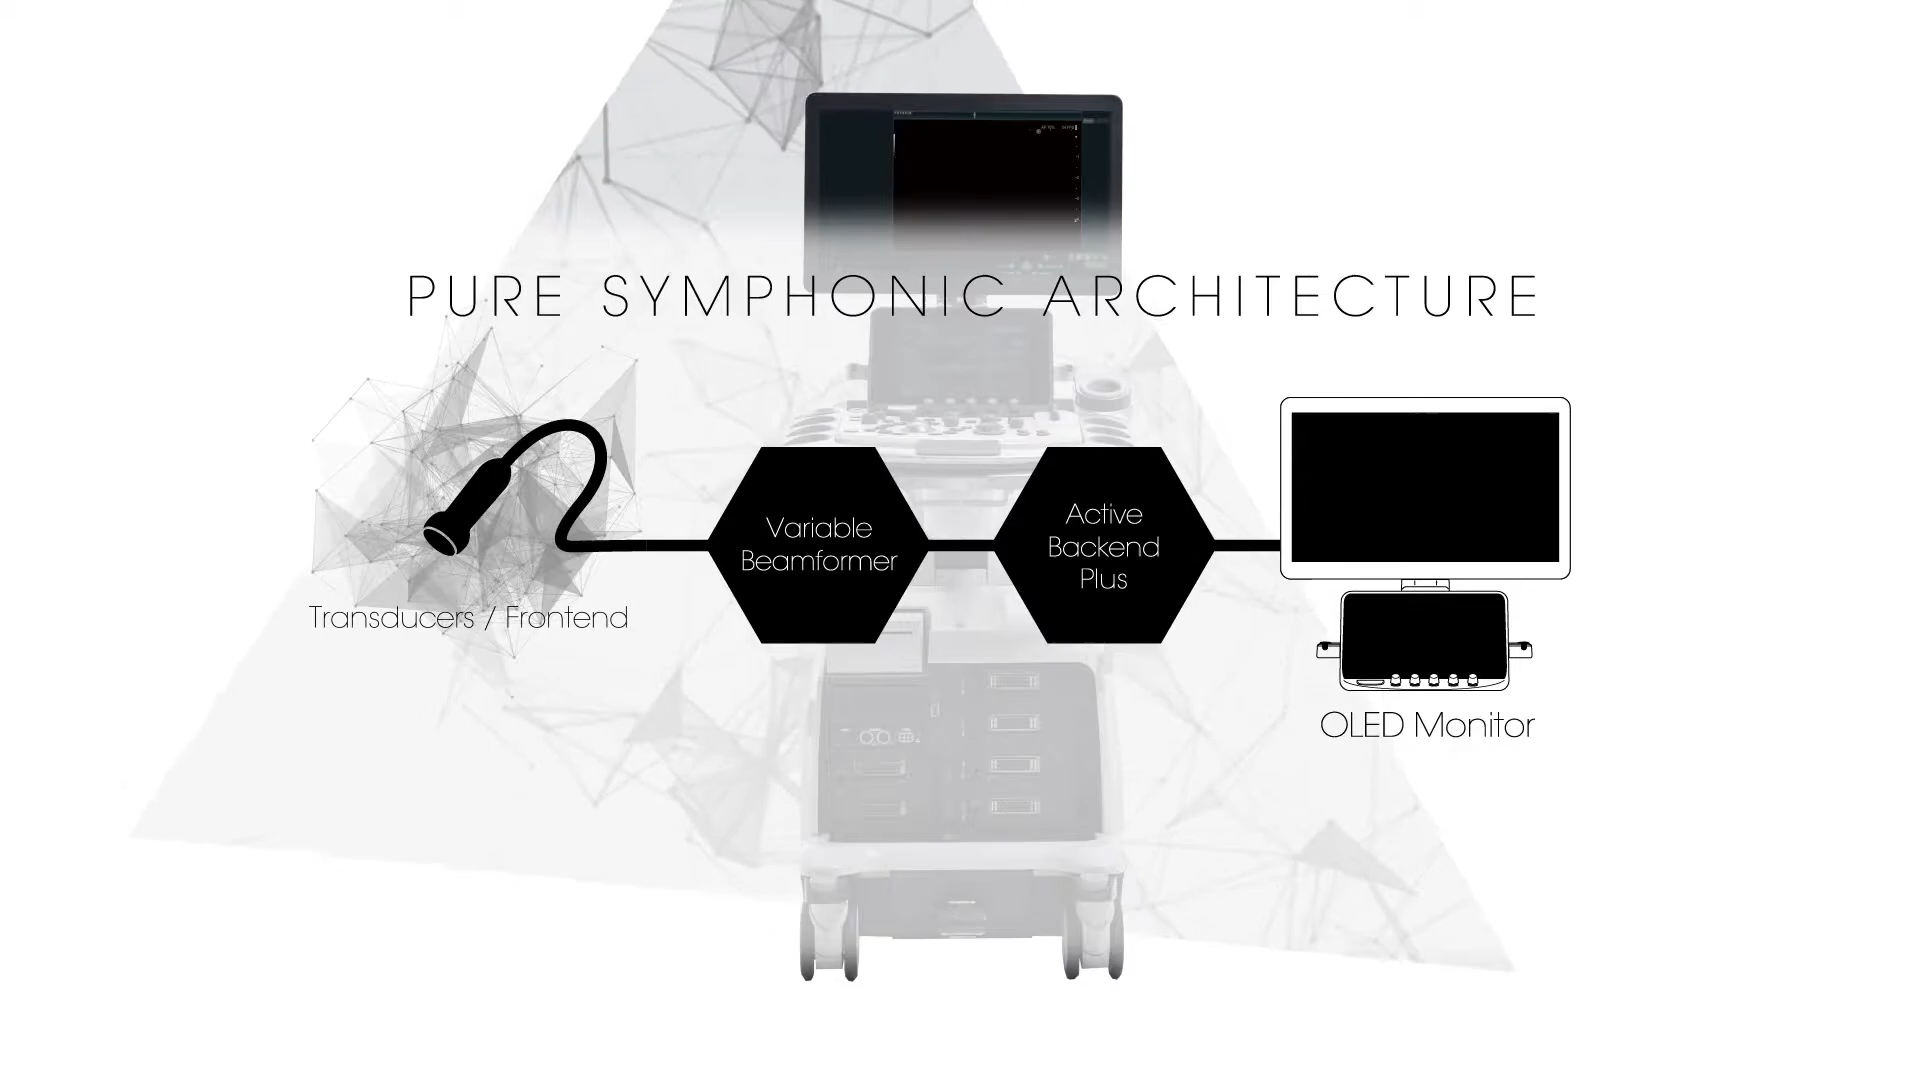 PURE SYMPHONIC ARCHITECTURE
Variable
Beamformer
Active
Backend
Plus
Transducers / Frontend
OLED Monitor